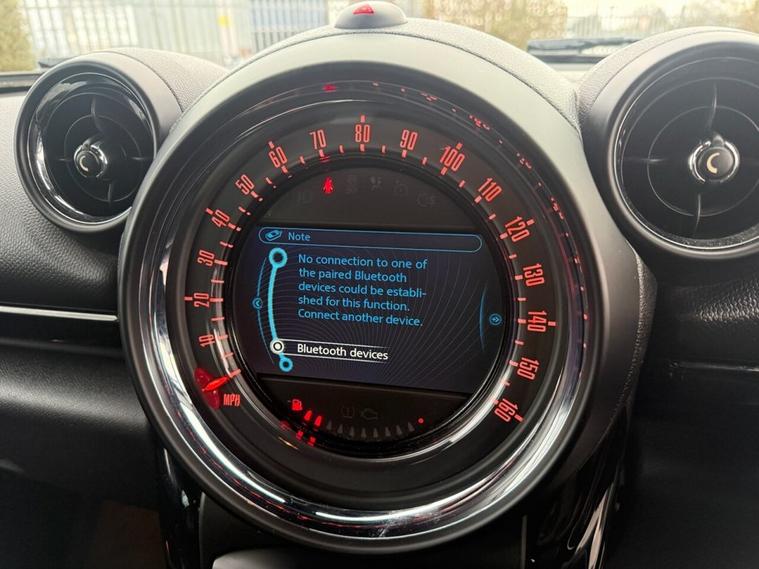 80
70
90
60
100
50
110
40
120
30
130
20
140
10
150
MPH
160
Note
No connection to one of
the paired Bluetooth
devices could be establi-
shed for this function.
Connect another device.
Bluetooth devices